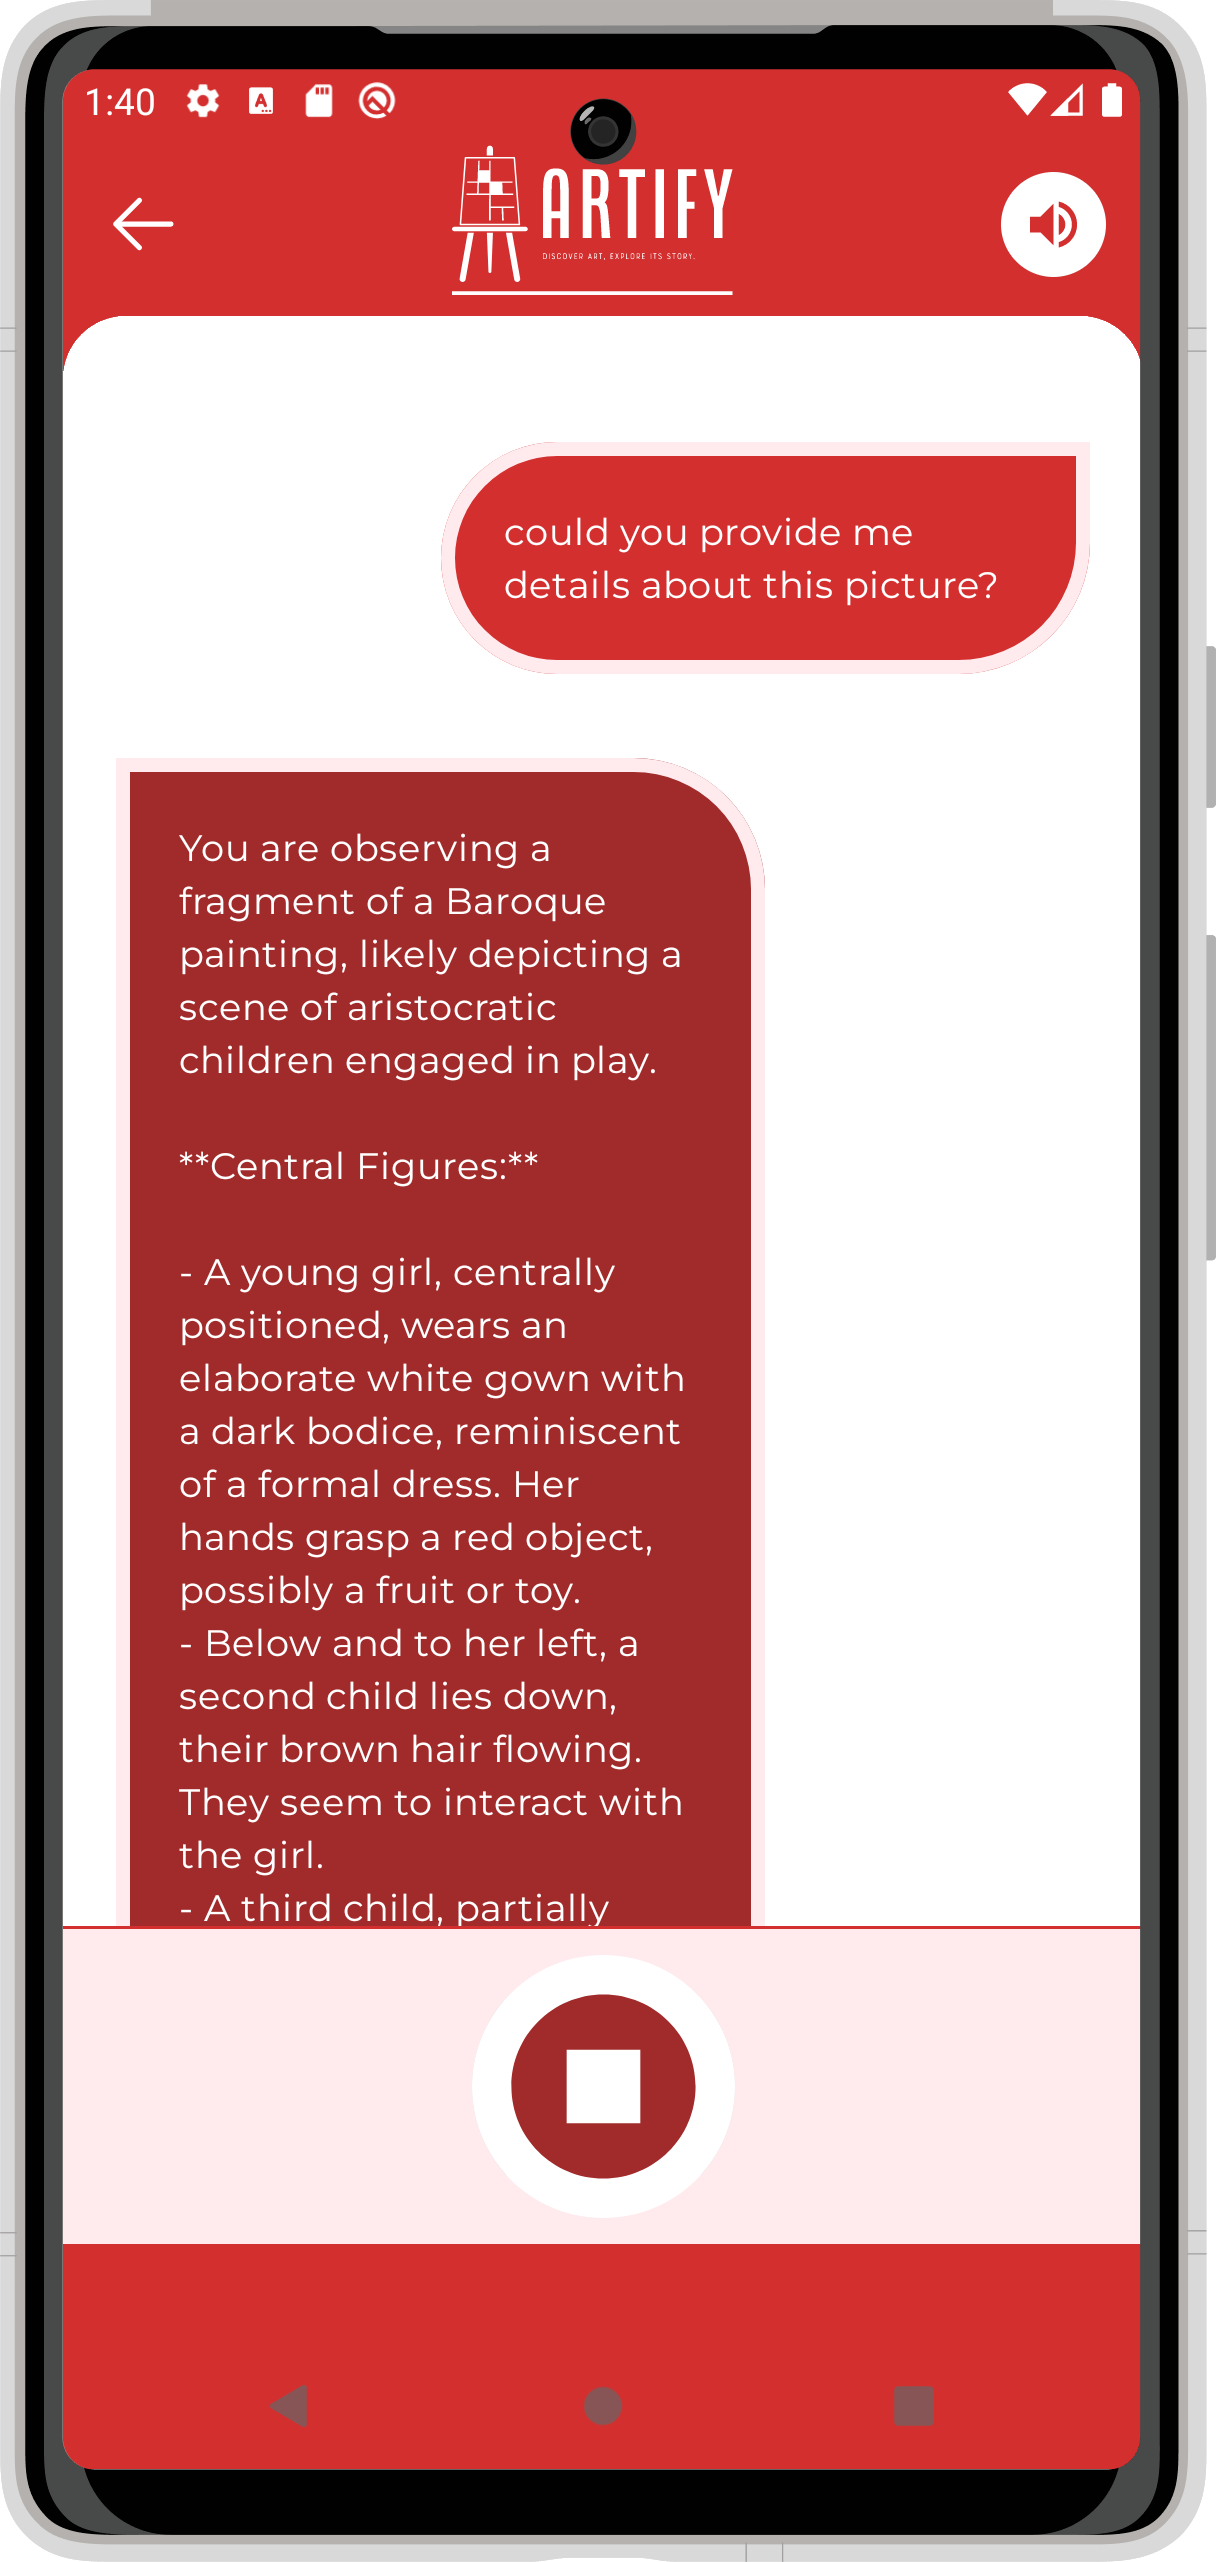 1:40
ARTIFY
DISCOVER ART, EXPLORE ITS STORY.
could you provide me
details about this picture?
You are observing a
fragment of a Baroque
painting, likely depicting a
scene of aristocratic
children engaged in play.
**Central Figures:**
- A young girl, centrally
positioned, wears an
elaborate white gown with
a dark bodice, reminiscent
of a formal dress. Her
hands grasp a red object,
possibly a fruit or toy.
- Below and to her left, a
second child lies down,
their brown hair flowing.
They seem to interact with
the girl.
- A third child, partially